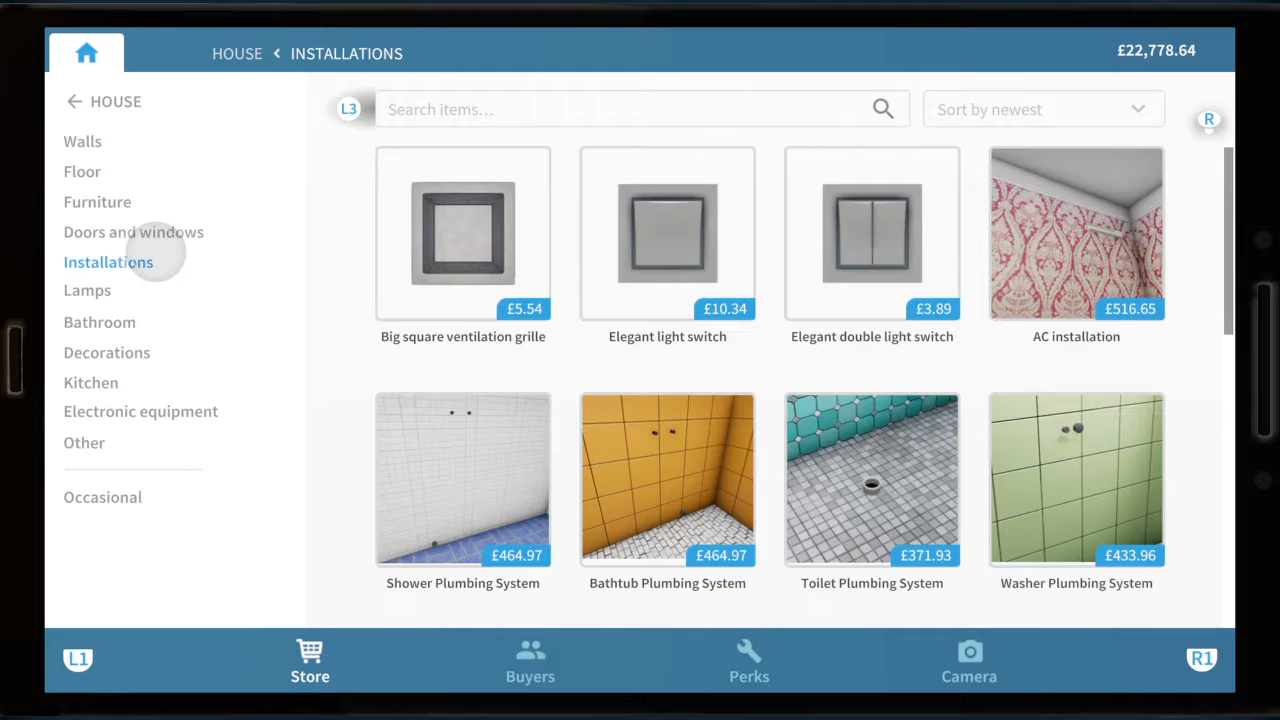 HOUSE < INSTALLATIONS
£22,778.64
HOUSE
Walls
Floor
Furniture
Doors and windows
Installations
Lamps
Bathroom
Decorations
Kitchen
Electronic equipment
Other
Occasional
L3
Search items...
Sort by newest
R
£5.54
£10.34
£3.89
£516.65
Big square ventilation grille
Elegant light switch
Elegant double light switch
AC installation
£464.97
£464.97
£371.93
£433.96
Shower Plumbing System
Bathtub Plumbing System
Toilet Plumbing System
Washer Plumbing System
L1
Store
Buyers
Perks
Camera
R1